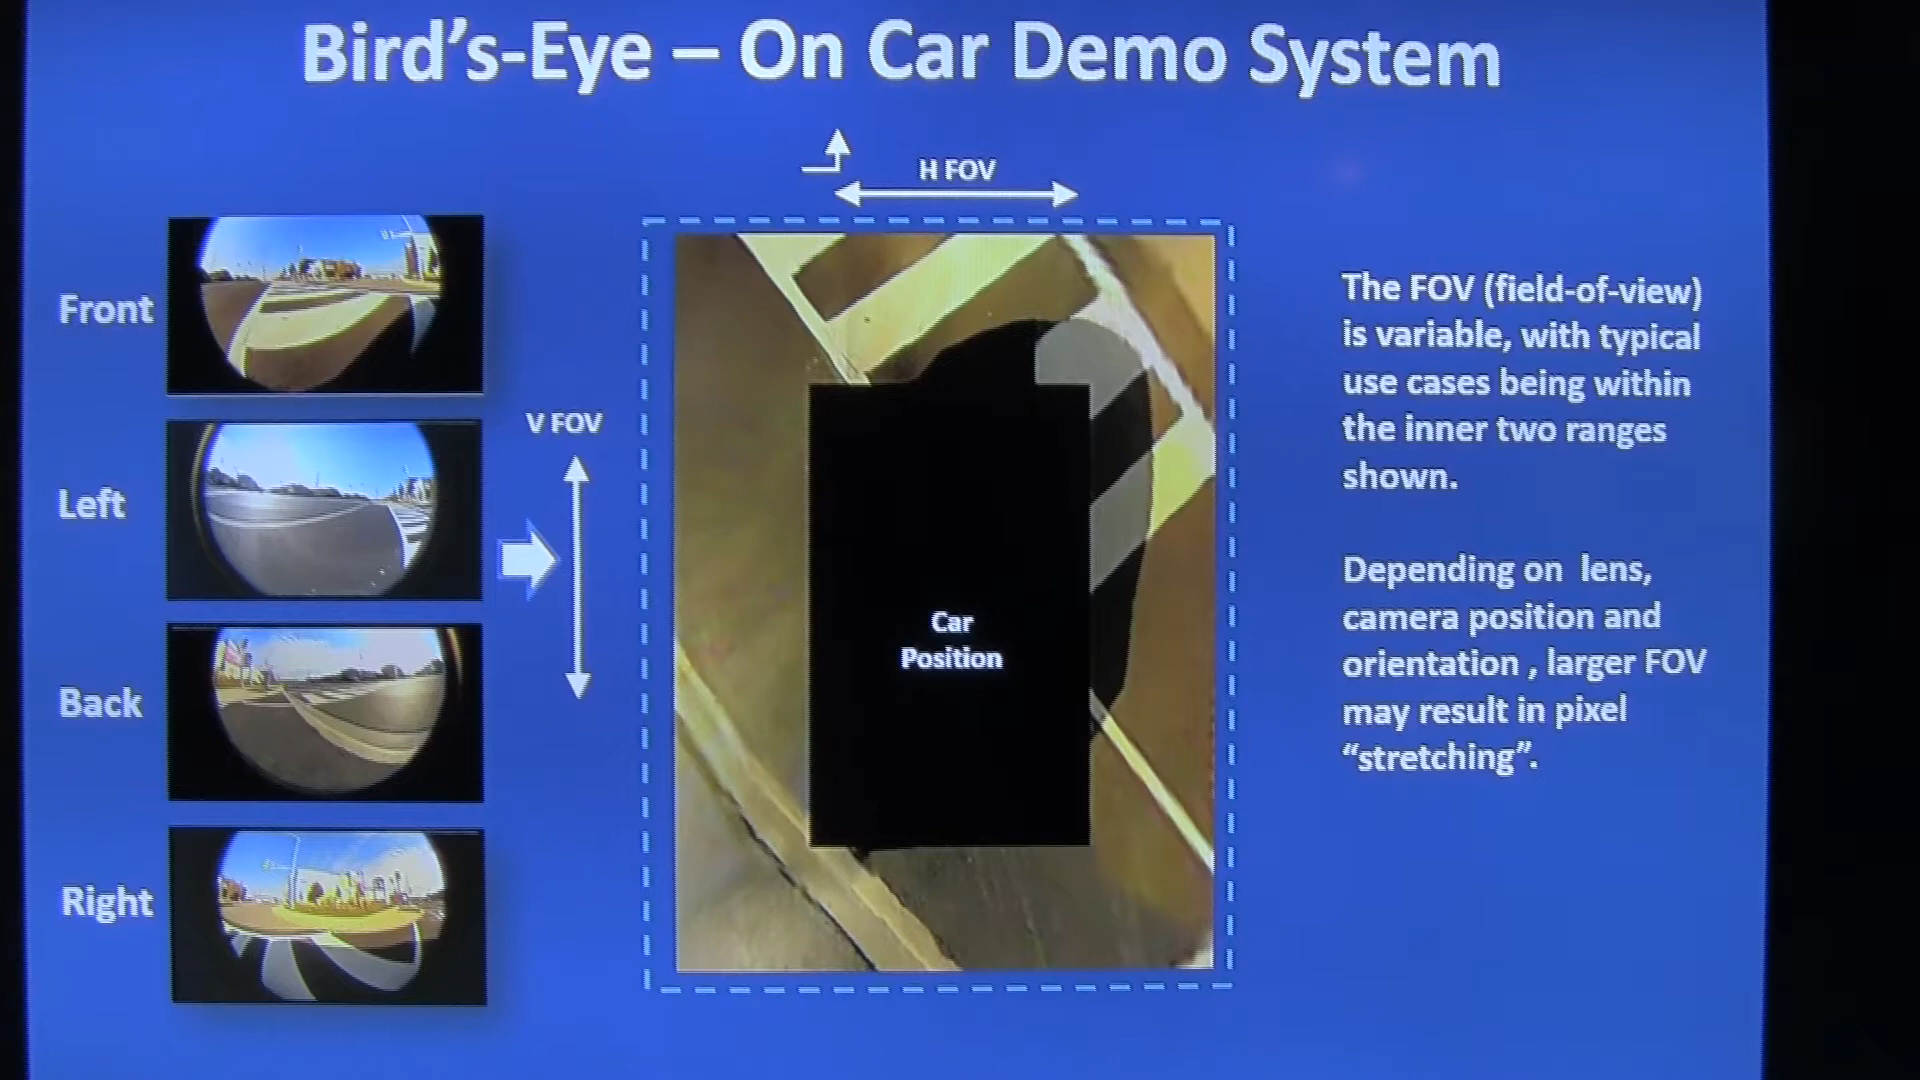 Bird's-Eye – On Car Demo System
H FOV
Front
V FOV
Left
Back
Right
Car
Position
The FOV (field-of-view)
is variable, with typical
use cases being within
the inner two ranges
shown.
Depending on lens,
camera position and
orientation , larger FOV
may result in pixel
“stretching”.